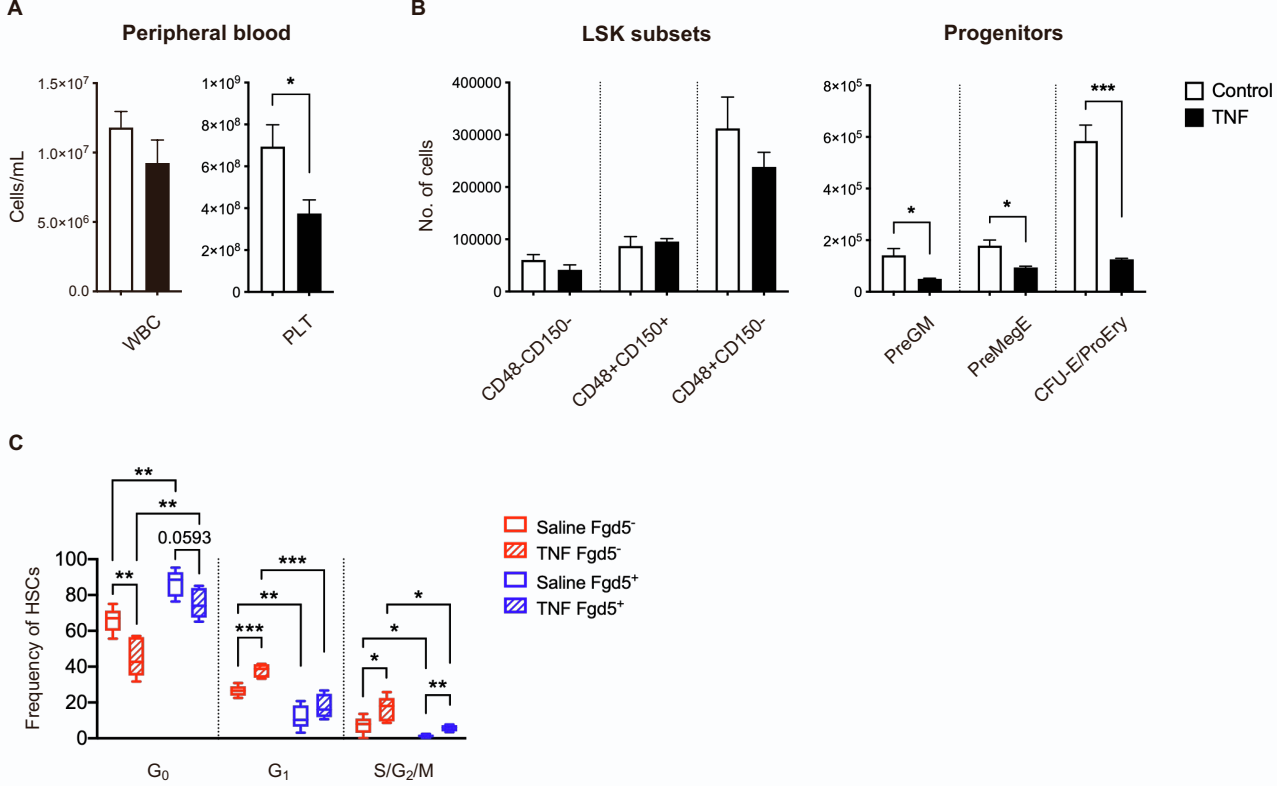 A
Peripheral blood
Cells/mL
1.5×10⁷
1.0×10⁷
5.0×10⁶
0.0
WBC
1×10⁹
8×10⁸
6×10⁸
4×10⁸
2×10⁸
0
*
PLT
B
LSK subsets
No. of cells
400000
300000
200000
100000
0
CD48-CD150-
CD48+CD150+
CD48+CD150-
Progenitors
8×10⁵
6×10⁵
4×10⁵
2×10⁵
0
*
*
***
PreGM
PreMegE
CFU-E/ProEry
Control
TNF
C
Frequency of HSCs
100
80
60
40
20
0
**
**
0.0593
**
***
**
***
*
*
*
**
G₀
G₁
S/G₂/M
Saline Fgd5⁻
TNF Fgd5⁻
Saline Fgd5⁺
TNF Fgd5⁺